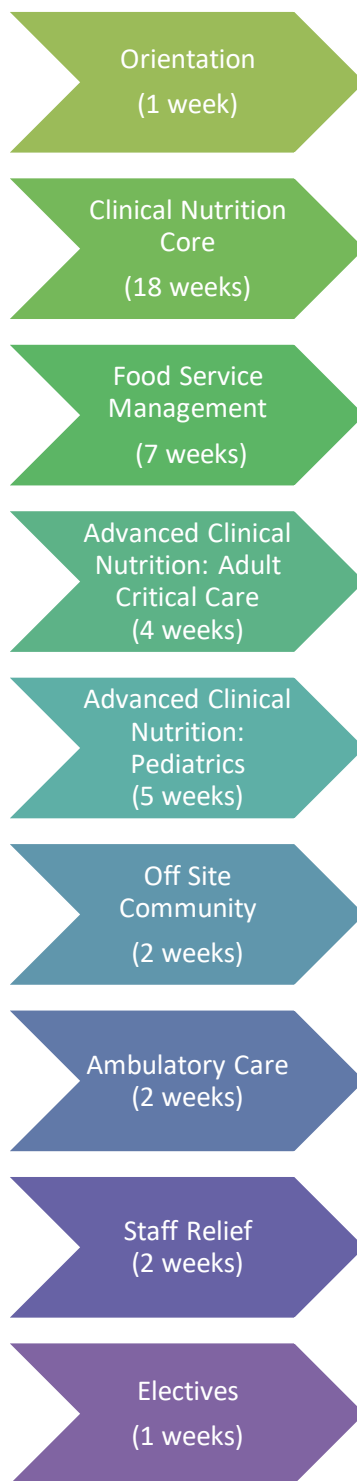 Orientation
(1 week)
Clinical Nutrition
Core
(18 weeks)
Food Service
Management
(7 weeks)
Advanced Clinical
Nutrition: Adult
Critical Care
(4 weeks)
Advanced Clinical
Nutrition:
Pediatrics
(5 weeks)
Off Site
Community
(2 weeks)
Ambulatory Care
(2 weeks)
Staff Relief
(2 weeks)
Electives
(1 weeks)